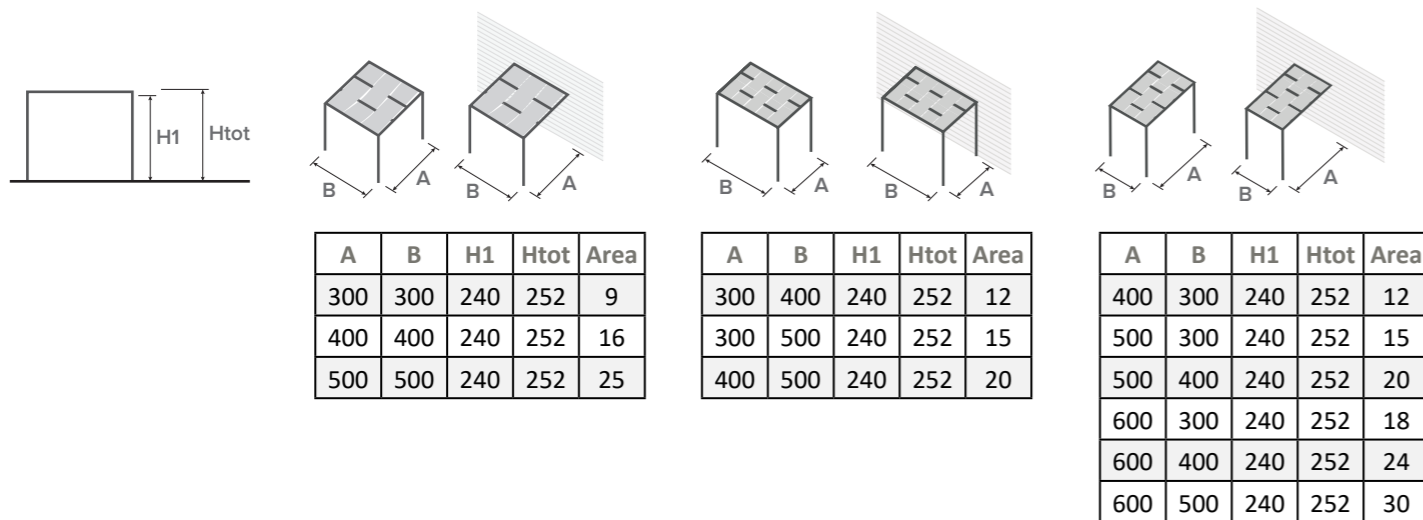 H1 Htot
B A B A
A B H1 Htot Area
300 300 240 252 9
400 400 240 252 16
500 500 240 252 25
B A B A
A B H1 Htot Area
300 400 240 252 12
300 500 240 252 15
400 500 240 252 20
B A B A
A B H1 Htot Area
400 300 240 252 12
500 300 240 252 15
500 400 240 252 20
600 300 240 252 18
600 400 240 252 24
600 500 240 252 30